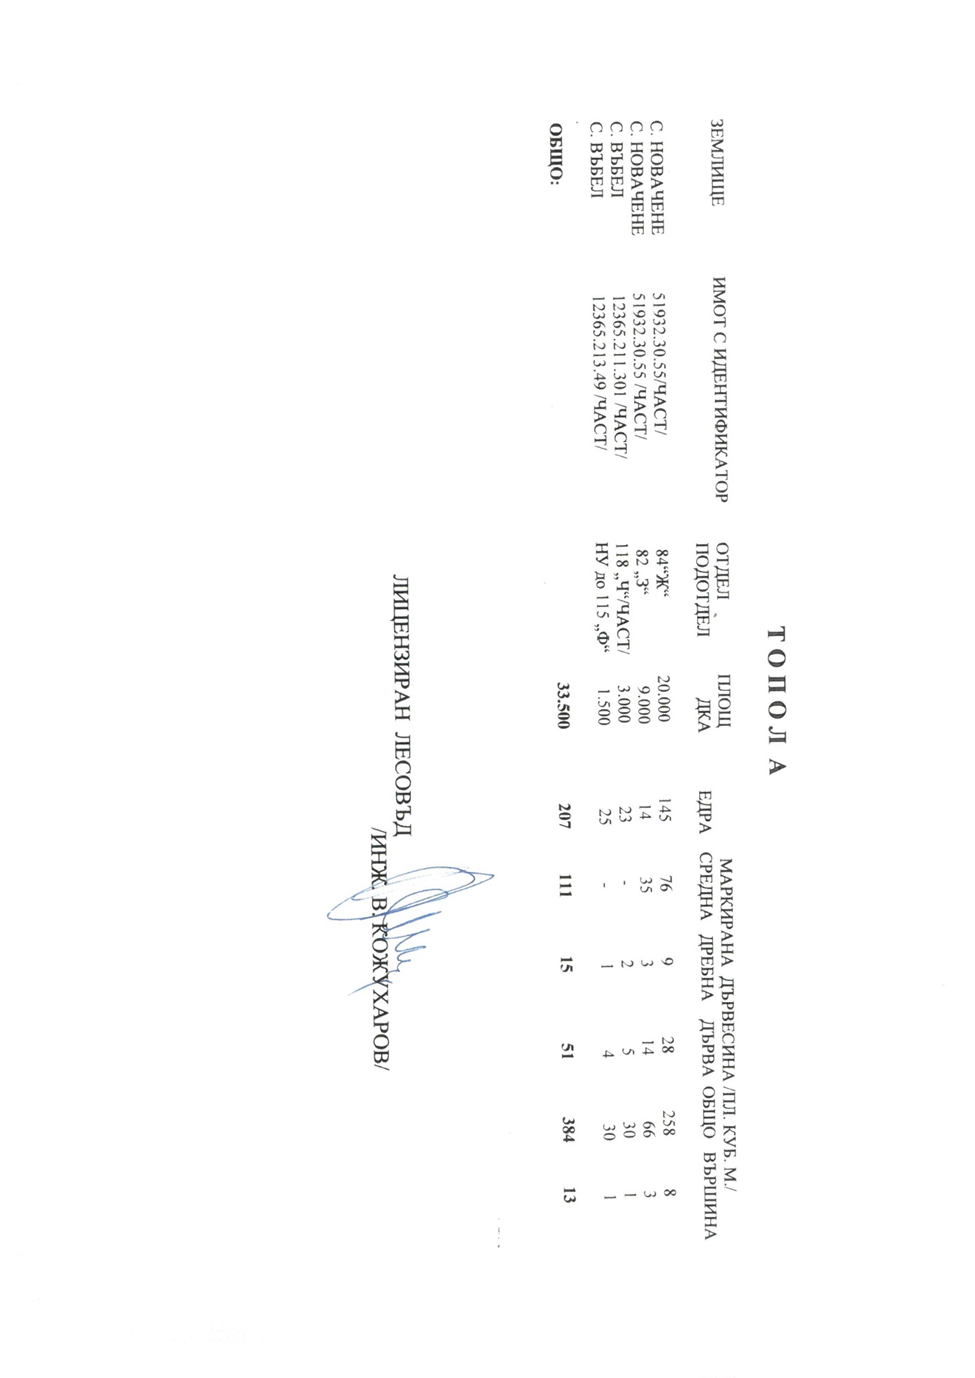 Т О П О Л А
ЗЕМЛИЩЕ ИМОТ С ИДЕНТИФИКАТОР ОТДЕЛ ПЛОЩ МАРКИРАНА ДЪРВЕСИНА /ПЛ. КУБ. М./
ПОДОТДЕЛ ДКА ЕДРА СРЕДНА ДРЕБНА ДЪРВА ОБЩО ВЪРШИНА
С. НОВАЧЕНЕ 51932.30.55/ЧАСТ/ 84“Ж“ 20.000 145 76 9 28 258 8
С. НОВАЧЕНЕ 51932.30.55 /ЧАСТ/ 82 „З“ 9.000 14 35 3 14 66 3
С. ВЪБЕЛ 12365.211.301 /ЧАСТ/ 118 „Ч“/ЧАСТ/ 3.000 23 - 2 5 30 1
С. ВЪБЕЛ 12365.213.49 /ЧАСТ/ НУ до 115 „Ф“ 1.500 25 - 1 4 30 1
ОБЩО: 33.500 207 111 15 51 384 13
ЛИЦЕНЗИРАН ЛЕСОВЪД
/ИНЖ. В. КОЖУХАРОВ/